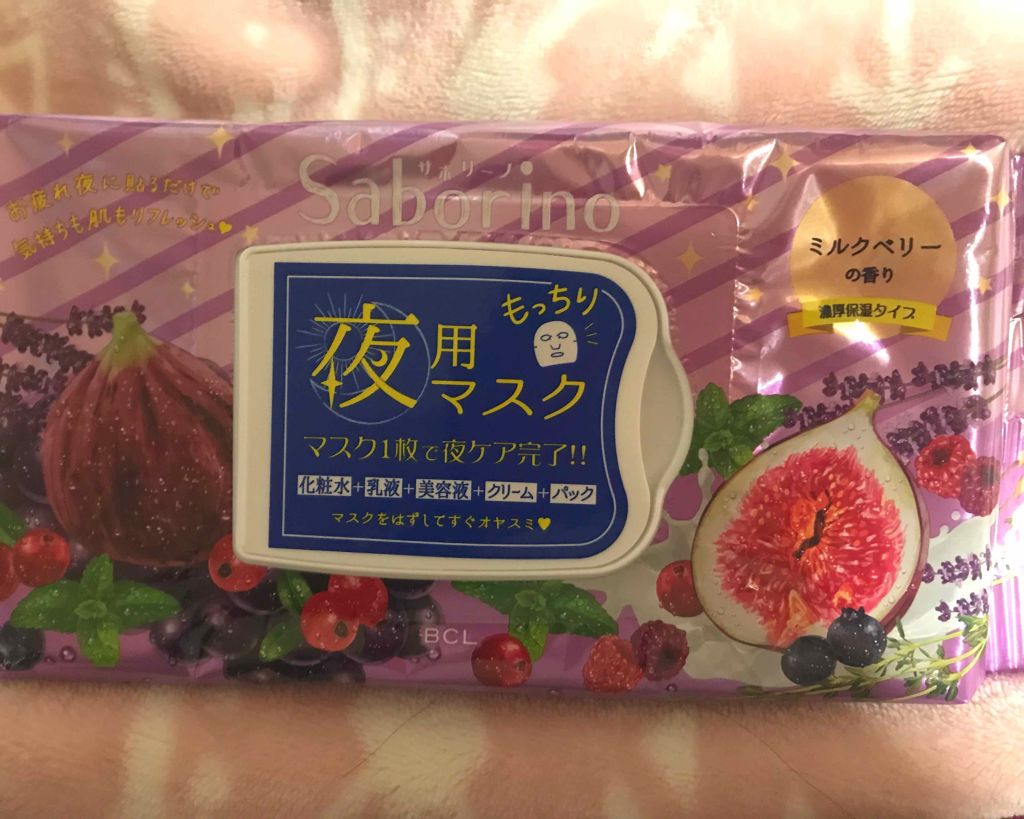 お疲れ夜に貼るだけで
気持ちも肌もリフレッシュ♥
サボリーノ
Saborino
ミルクベリー
の香り
濃厚保湿タイプ
もっちり
夜用
マスク
マスク1枚で夜ケア完了!!
化粧水+乳液+美容液+クリーム+パック
マスクをはずしてすぐオヤスミ♥
BCL